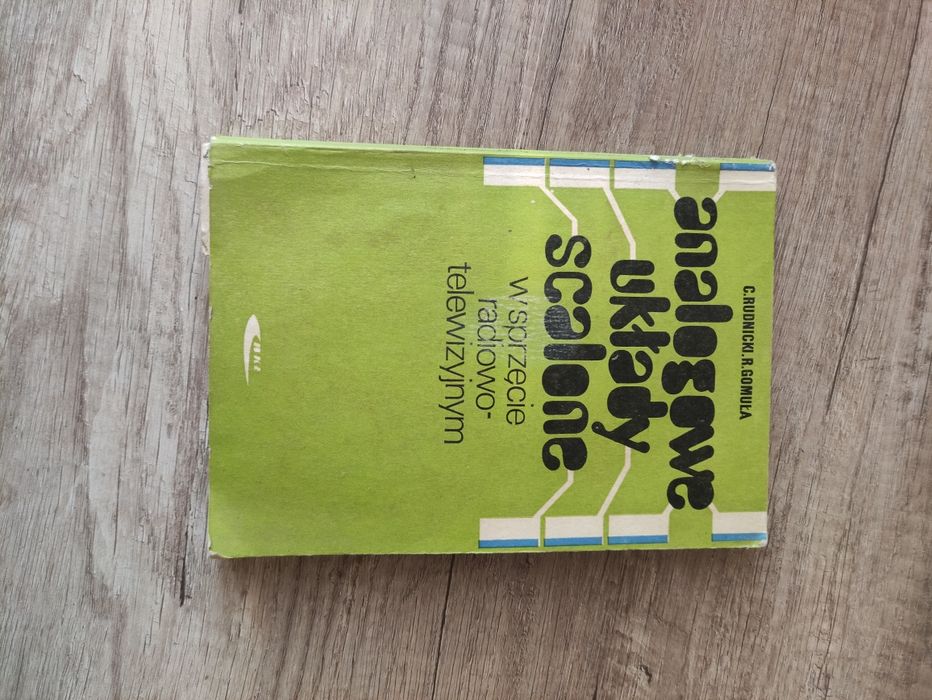 C.RUDNICKI.R.GOMUŁA
analogowe
układy
scalone
w sprzęcie
radiowo-
telewizyjnym